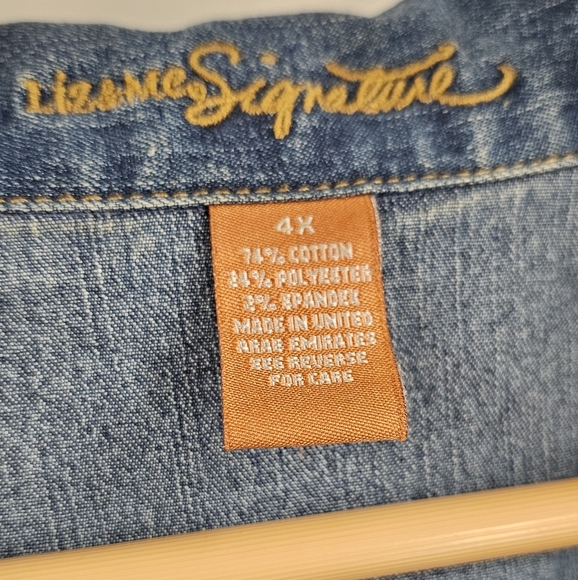 Liz&Me Signature
4X
74% COTTON
24% POLYESTER
2% SPANDEX
MADE IN UNITED
ARAB EMIRATES
SEE REVERSE
FOR CARE